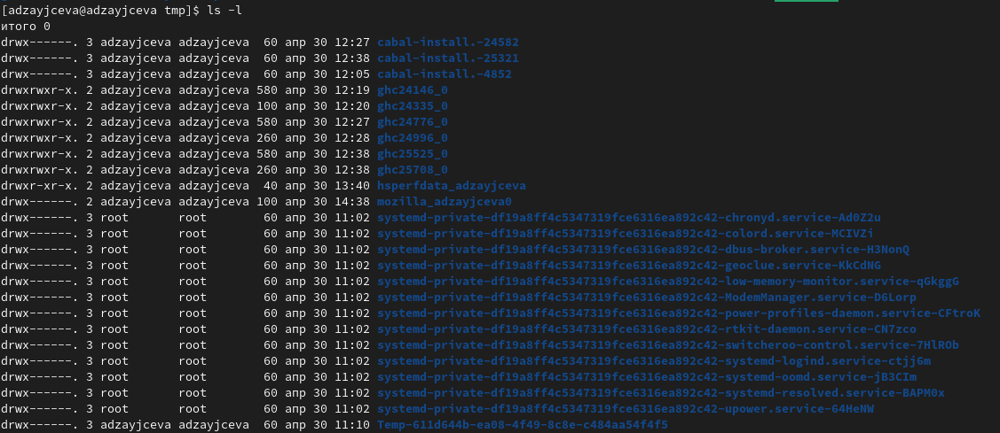 [adzayjceva@adzayjceva tmp]$ ls -l
итого 0
drwx------. 3 adzayjceva adzayjceva  60 апр 30 12:27 cabal-install.-24582
drwx------. 3 adzayjceva adzayjceva  60 апр 30 12:38 cabal-install.-25321
drwx------. 3 adzayjceva adzayjceva  60 апр 30 12:05 cabal-install.-4852
drwxrwxr-x. 2 adzayjceva adzayjceva 580 апр 30 12:19 ghc24146_0
drwxrwxr-x. 2 adzayjceva adzayjceva 100 апр 30 12:20 ghc24335_0
drwxrwxr-x. 2 adzayjceva adzayjceva 580 апр 30 12:27 ghc24776_0
drwxrwxr-x. 2 adzayjceva adzayjceva 260 апр 30 12:28 ghc24996_0
drwxrwxr-x. 2 adzayjceva adzayjceva 580 апр 30 12:38 ghc25525_0
drwxrwxr-x. 2 adzayjceva adzayjceva 260 апр 30 12:38 ghc25708_0
drwxr-xr-x. 2 adzayjceva adzayjceva  40 апр 30 13:40 hsperfdata_adzayjceva
drwx------. 2 adzayjceva adzayjceva 100 апр 30 14:38 mozilla_adzayjceva0
drwx------. 3 root       root        60 апр 30 11:02 systemd-private-df19a8ff4c5347319fce6316ea892c42-chronyd.service-Ad0Z2u
drwx------. 3 root       root        60 апр 30 11:02 systemd-private-df19a8ff4c5347319fce6316ea892c42-colord.service-MCIVZi
drwx------. 3 root       root        60 апр 30 11:02 systemd-private-df19a8ff4c5347319fce6316ea892c42-dbus-broker.service-H3NonQ
drwx------. 3 root       root        60 апр 30 11:02 systemd-private-df19a8ff4c5347319fce6316ea892c42-geoclue.service-KkCdNG
drwx------. 3 root       root        60 апр 30 11:02 systemd-private-df19a8ff4c5347319fce6316ea892c42-low-memory-monitor.service-qGkggG
drwx------. 3 root       root        60 апр 30 11:02 systemd-private-df19a8ff4c5347319fce6316ea892c42-ModemManager.service-D6Lorp
drwx------. 3 root       root        60 апр 30 11:02 systemd-private-df19a8ff4c5347319fce6316ea892c42-power-profiles-daemon.service-CFtroK
drwx------. 3 root       root        60 апр 30 11:02 systemd-private-df19a8ff4c5347319fce6316ea892c42-rtkit-daemon.service-CN7zco
drwx------. 3 root       root        60 апр 30 11:02 systemd-private-df19a8ff4c5347319fce6316ea892c42-switcheroo-control.service-7HlROb
drwx------. 3 root       root        60 апр 30 11:02 systemd-private-df19a8ff4c5347319fce6316ea892c42-systemd-logind.service-ctjj6m
drwx------. 3 root       root        60 апр 30 11:02 systemd-private-df19a8ff4c5347319fce6316ea892c42-systemd-oomd.service-jB3CIm
drwx------. 3 root       root        60 апр 30 11:02 systemd-private-df19a8ff4c5347319fce6316ea892c42-systemd-resolved.service-BAPM0x
drwx------. 3 root       root        60 апр 30 11:02 systemd-private-df19a8ff4c5347319fce6316ea892c42-upower.service-64HeNW
drwx------. 3 adzayjceva adzayjceva  60 апр 30 11:10 Temp-611d644b-ea08-4f49-8c8e-c484aa54f4f5